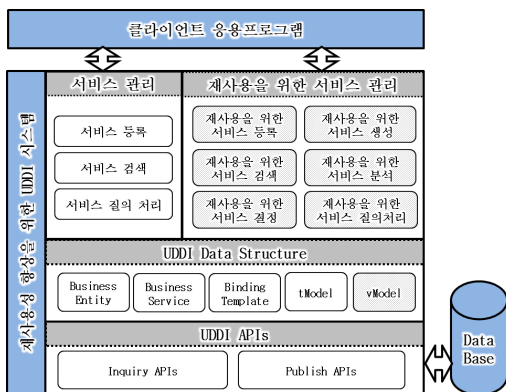 클라이언트 응용프로그램
재사용성 향상을 위한 UDDI 시스템
서비스 관리
서비스 등록
서비스 검색
서비스 질의 처리
재사용을 위한 서비스 관리
재사용을 위한
서비스 등록
재사용을 위한
서비스 생성
재사용을 위한
서비스 검색
재사용을 위한
서비스 분석
재사용을 위한
서비스 결정
재사용을 위한
서비스 질의처리
UDDI Data Structure
Business
Entity
Business
Service
Binding
Template
tModel
vModel
UDDI APIs
Inquiry APIs
Publish APIs
Data
Base